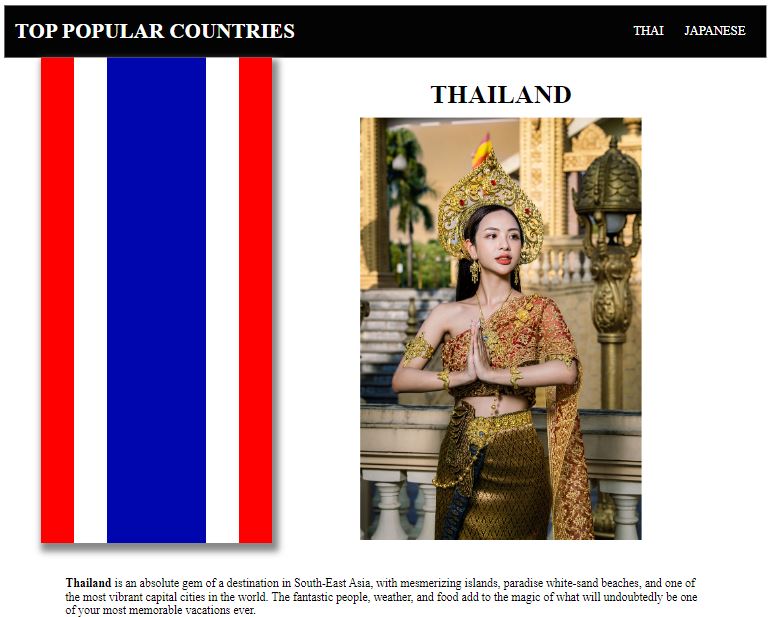 TOP POPULAR COUNTRIES
THAI JAPANESE
THAILAND
Thailand is an absolute gem of a destination in South-East Asia, with mesmerizing islands, paradise white-sand beaches, and one of
the most vibrant capital cities in the world. The fantastic people, weather, and food add to the magic of what will undoubtedly be one
of your most memorable vacations ever.